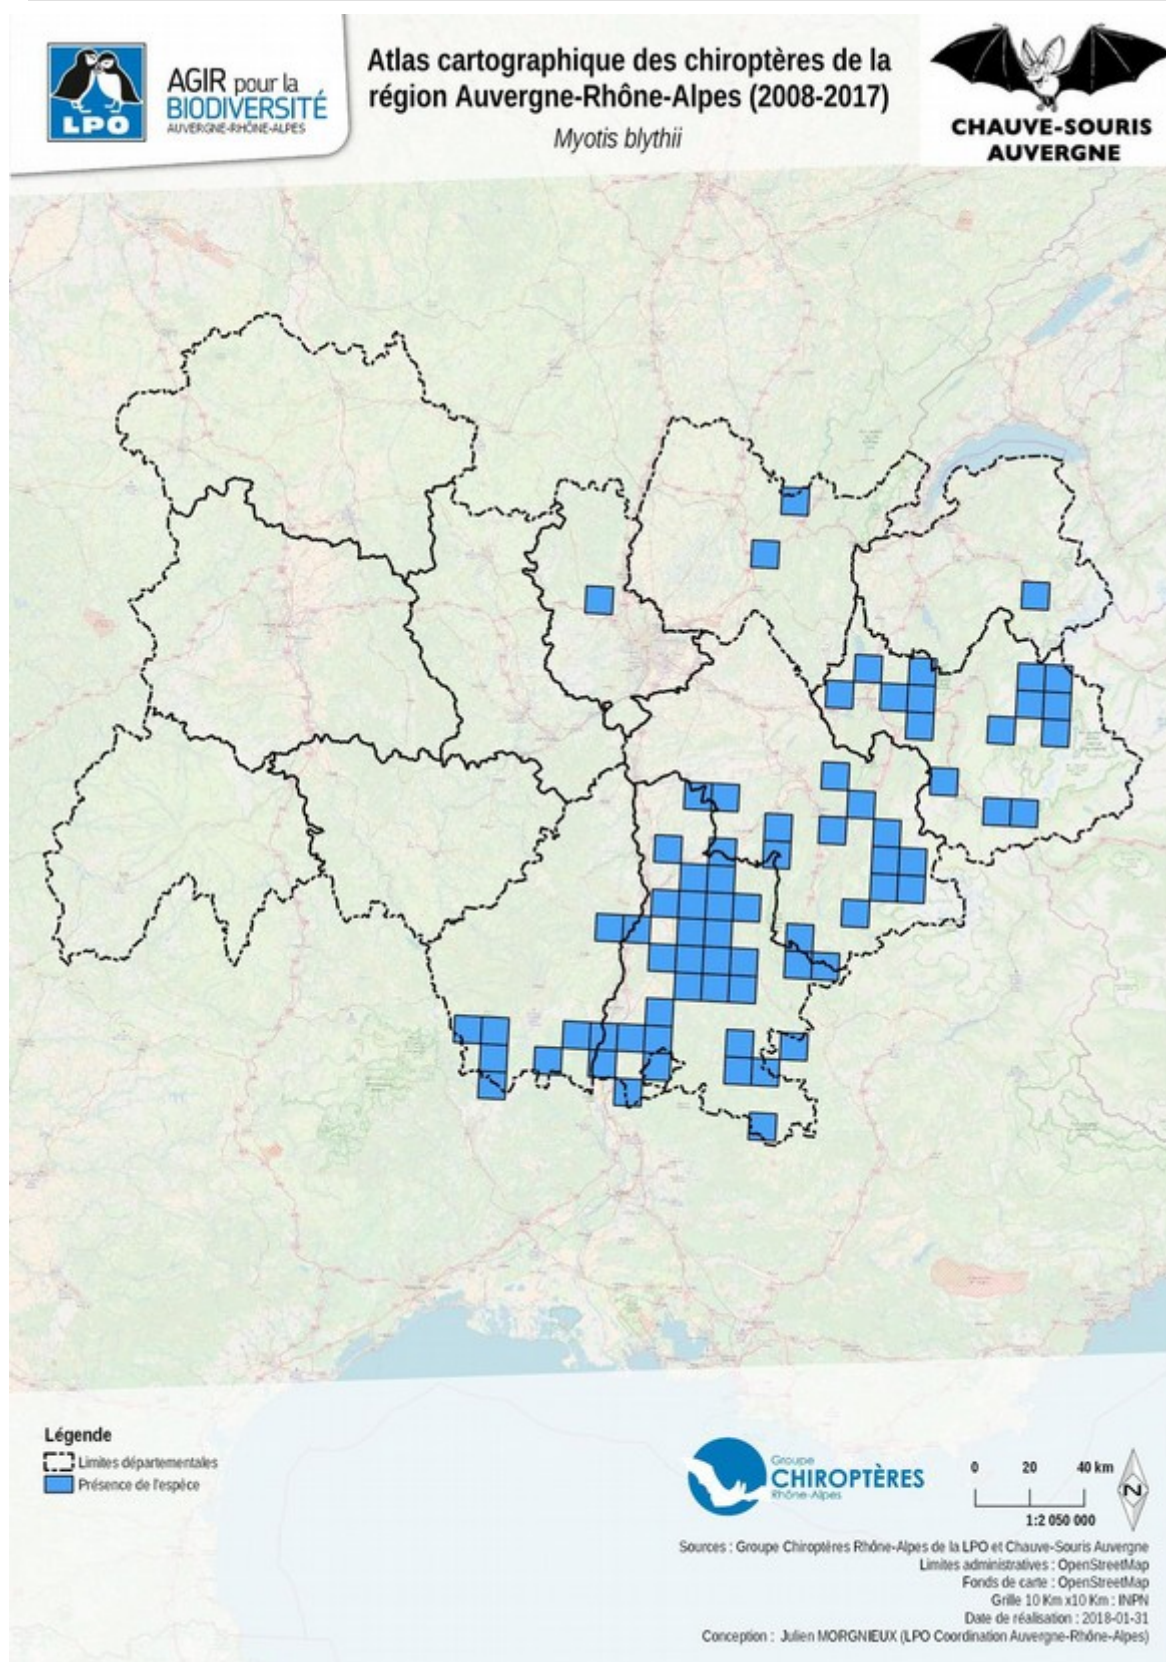 LPO
AGIR pour la
BIODIVERSITÉ
AUVERGNE-RHÔNE-ALPES
Atlas cartographique des chiroptères de la
région Auvergne-Rhône-Alpes (2008-2017)
Myotis blythii
CHAUVE-SOURIS
AUVERGNE
Légende
Limites départementales
Présence de l'espèce
Groupe
CHIROPTÈRES
Rhône-Alpes
0 20 40 km
1:2 050 000
N
Sources : Groupe Chiroptères Rhône-Alpes de la LPO et Chauve-Souris Auvergne
Limites administratives : OpenStreetMap
Fonds de carte : OpenStreetMap
Grille 10 Km x10 Km : INPN
Date de réalisation : 2018-01-31
Conception : Julien MORGNIEUX (LPO Coordination Auvergne-Rhône-Alpes)